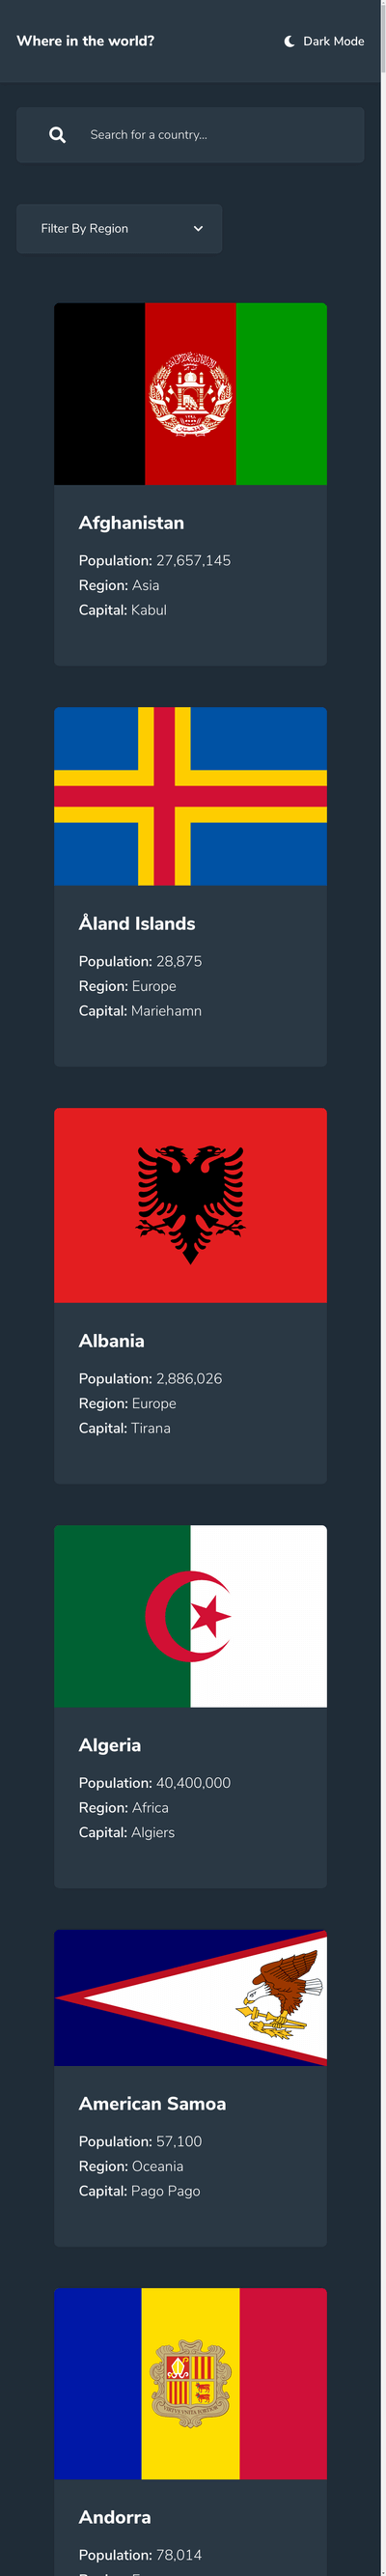 Where in the world?
Dark Mode
Search for a country...
Filter By Region
Afghanistan
Population: 27,657,145
Region: Asia
Capital: Kabul
Åland Islands
Population: 28,875
Region: Europe
Capital: Mariehamn
Albania
Population: 2,886,026
Region: Europe
Capital: Tirana
Algeria
Population: 40,400,000
Region: Africa
Capital: Algiers
American Samoa
Population: 57,100
Region: Oceania
Capital: Pago Pago
Andorra
Population: 78,014